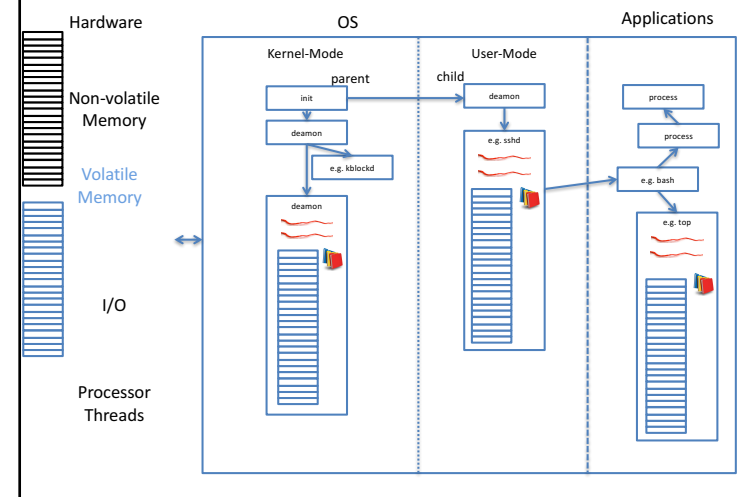 Hardware
OS
Applications
Kernel-Mode
User-Mode
parent
child
init
deamon
process
deamon
process
e.g. sshd
e.g. kblockd
e.g. bash
deamon
e.g. top
Non-volatile
Memory
Volatile
Memory
I/O
Processor
Threads